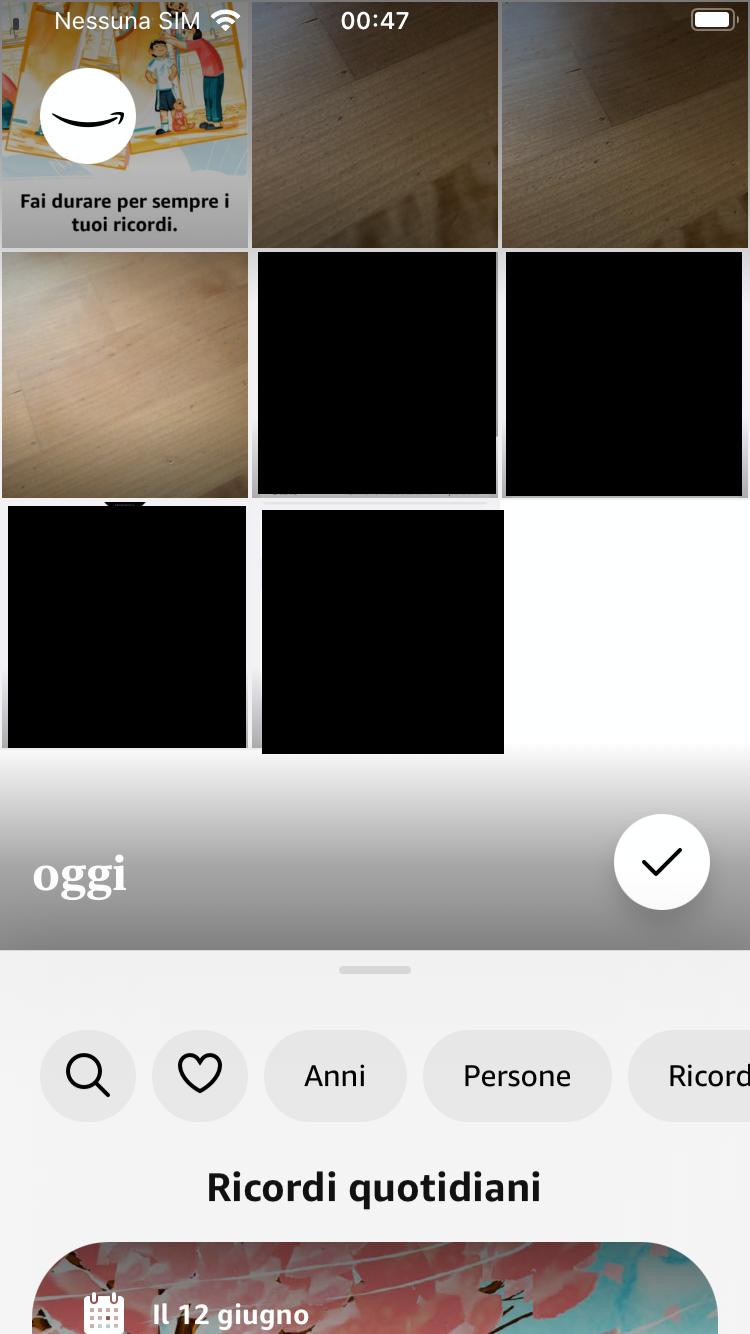 Nessuna SIM
00:47
Fai durare per sempre i
tuoi ricordi.
oggi
Anni
Persone
Ricord
Ricordi quotidiani
Il 12 giugno